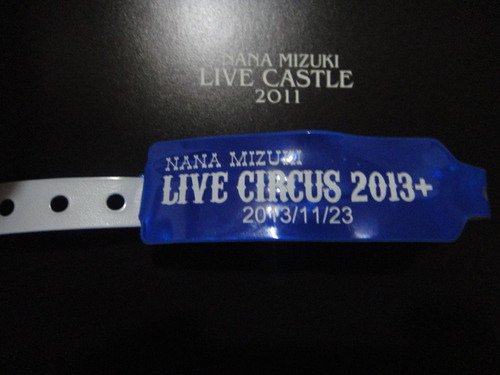 NANA MIZUKI
LIVE CASTLE
2011
NANA MIZUKI
LIVE CIRCUS 2013+
2013/11/23